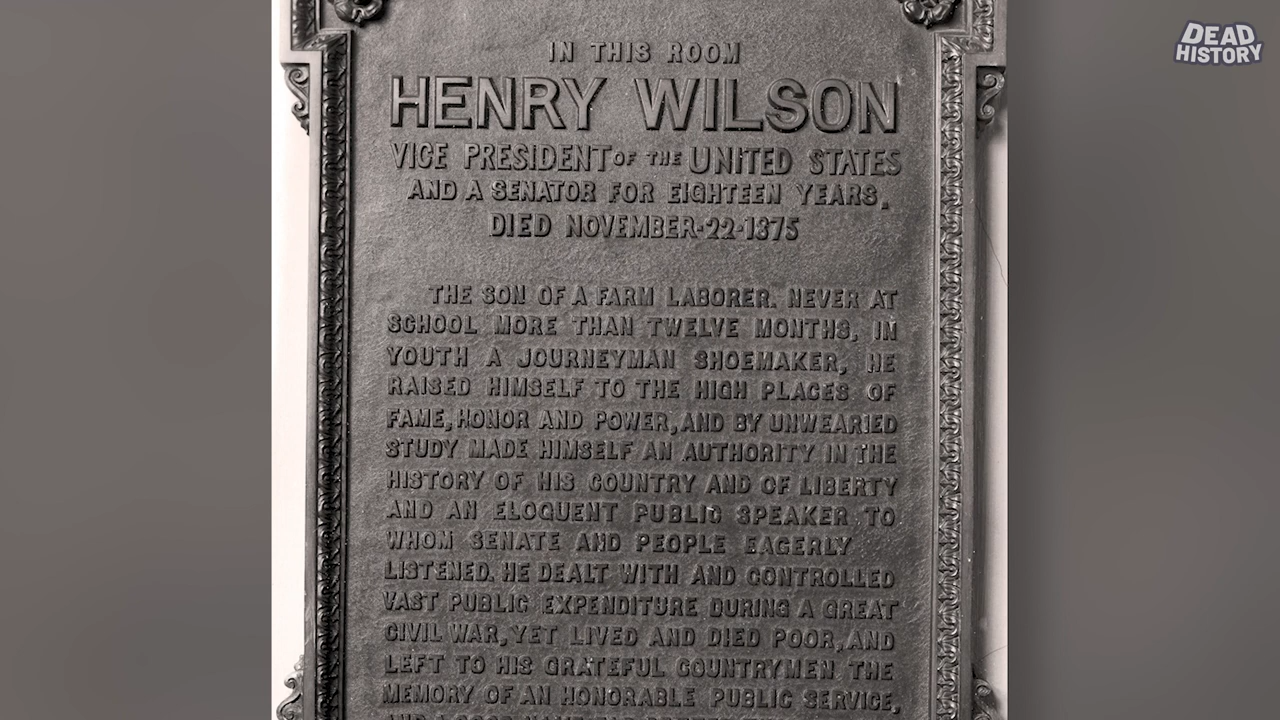 DEAD
HISTORY
IN THIS ROOM
HENRY WILSON
VICE PRESIDENT OF THE UNITED STATES
AND A SENATOR FOR EIGHTEEN YEARS.
DIED NOVEMBER·22·1875
THE SON OF A FARM LABORER. NEVER AT
SCHOOL MORE THAN TWELVE MONTHS, IN
YOUTH A JOURNEYMAN SHOEMAKER, HE
RAISED HIMSELF TO THE HIGH PLACES OF
FAME, HONOR AND POWER, AND BY UNWEARIED
STUDY MADE HIMSELF AN AUTHORITY IN THE
HISTORY OF HIS COUNTRY AND OF LIBERTY
AND AN ELOQUENT PUBLIC SPEAKER TO
WHOM SENATE AND PEOPLE EAGERLY
LISTENED. HE DEALT WITH AND CONTROLLED
VAST PUBLIC EXPENDITURE DURING A GREAT
CIVIL WAR, YET LIVED AND DIED POOR, AND
LEFT TO HIS GRATEFUL COUNTRYMEN THE
MEMORY OF AN HONORABLE PUBLIC SERVICE,